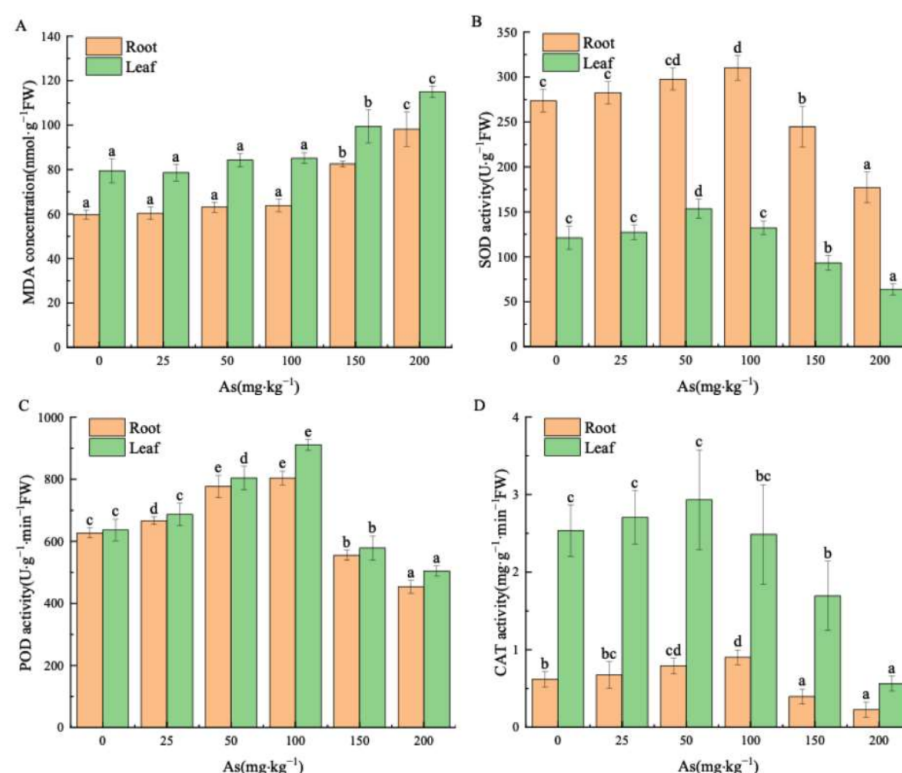 A
Root
Leaf
MDA concentration(nmol·g⁻¹FW)
140
120
100
80
60
40
20
0
a a a a a a a a b b c c
0 25 50 100 150 200
As(mg·kg⁻¹)
B
Root
Leaf
SOD activity(U·g⁻¹FW)
350
300
250
200
150
100
50
0
c c c c cd d d c b b a a
0 25 50 100 150 200
As(mg·kg⁻¹)
C
Root
Leaf
POD activity(U·g⁻¹·min⁻¹FW)
1000
800
600
400
200
0
c c d c e d e e b b a a
0 25 50 100 150 200
As(mg·kg⁻¹)
D
Root
Leaf
CAT activity(mg·g⁻¹·min⁻¹FW)
4
3
2
1
0
b c bc c cd c d bc a b a a
0 25 50 100 150 200
As(mg·kg⁻¹)